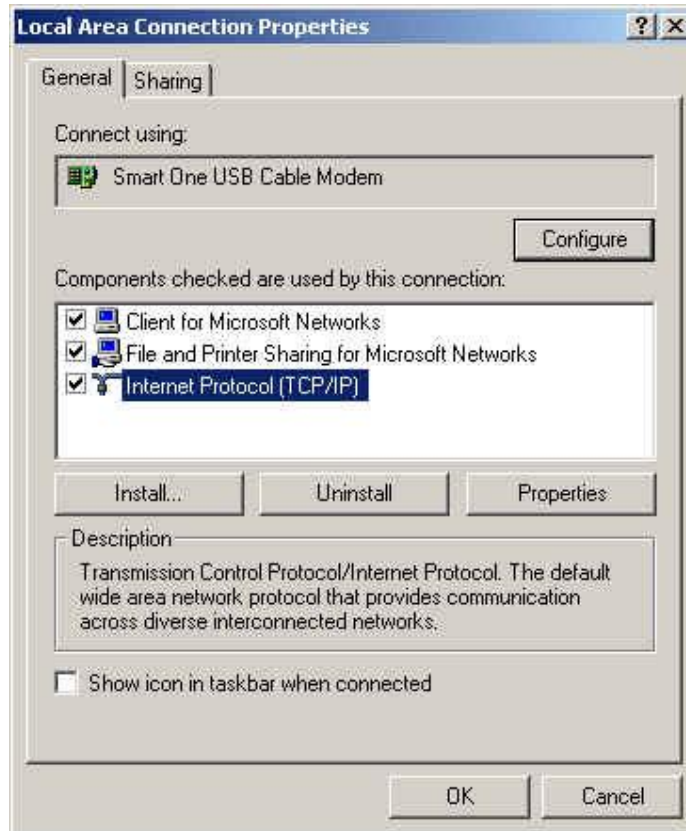 Local Area Connection Properties
General
Sharing
Connect using:
Smart One USB Cable Modem
Configure
Components checked are used by this connection:
Client for Microsoft Networks
File and Printer Sharing for Microsoft Networks
Internet Protocol (TCP/IP)
Install...
Uninstall
Properties
Description
Transmission Control Protocol/Internet Protocol. The default
wide area network protocol that provides communication
across diverse interconnected networks.
Show icon in taskbar when connected
OK
Cancel